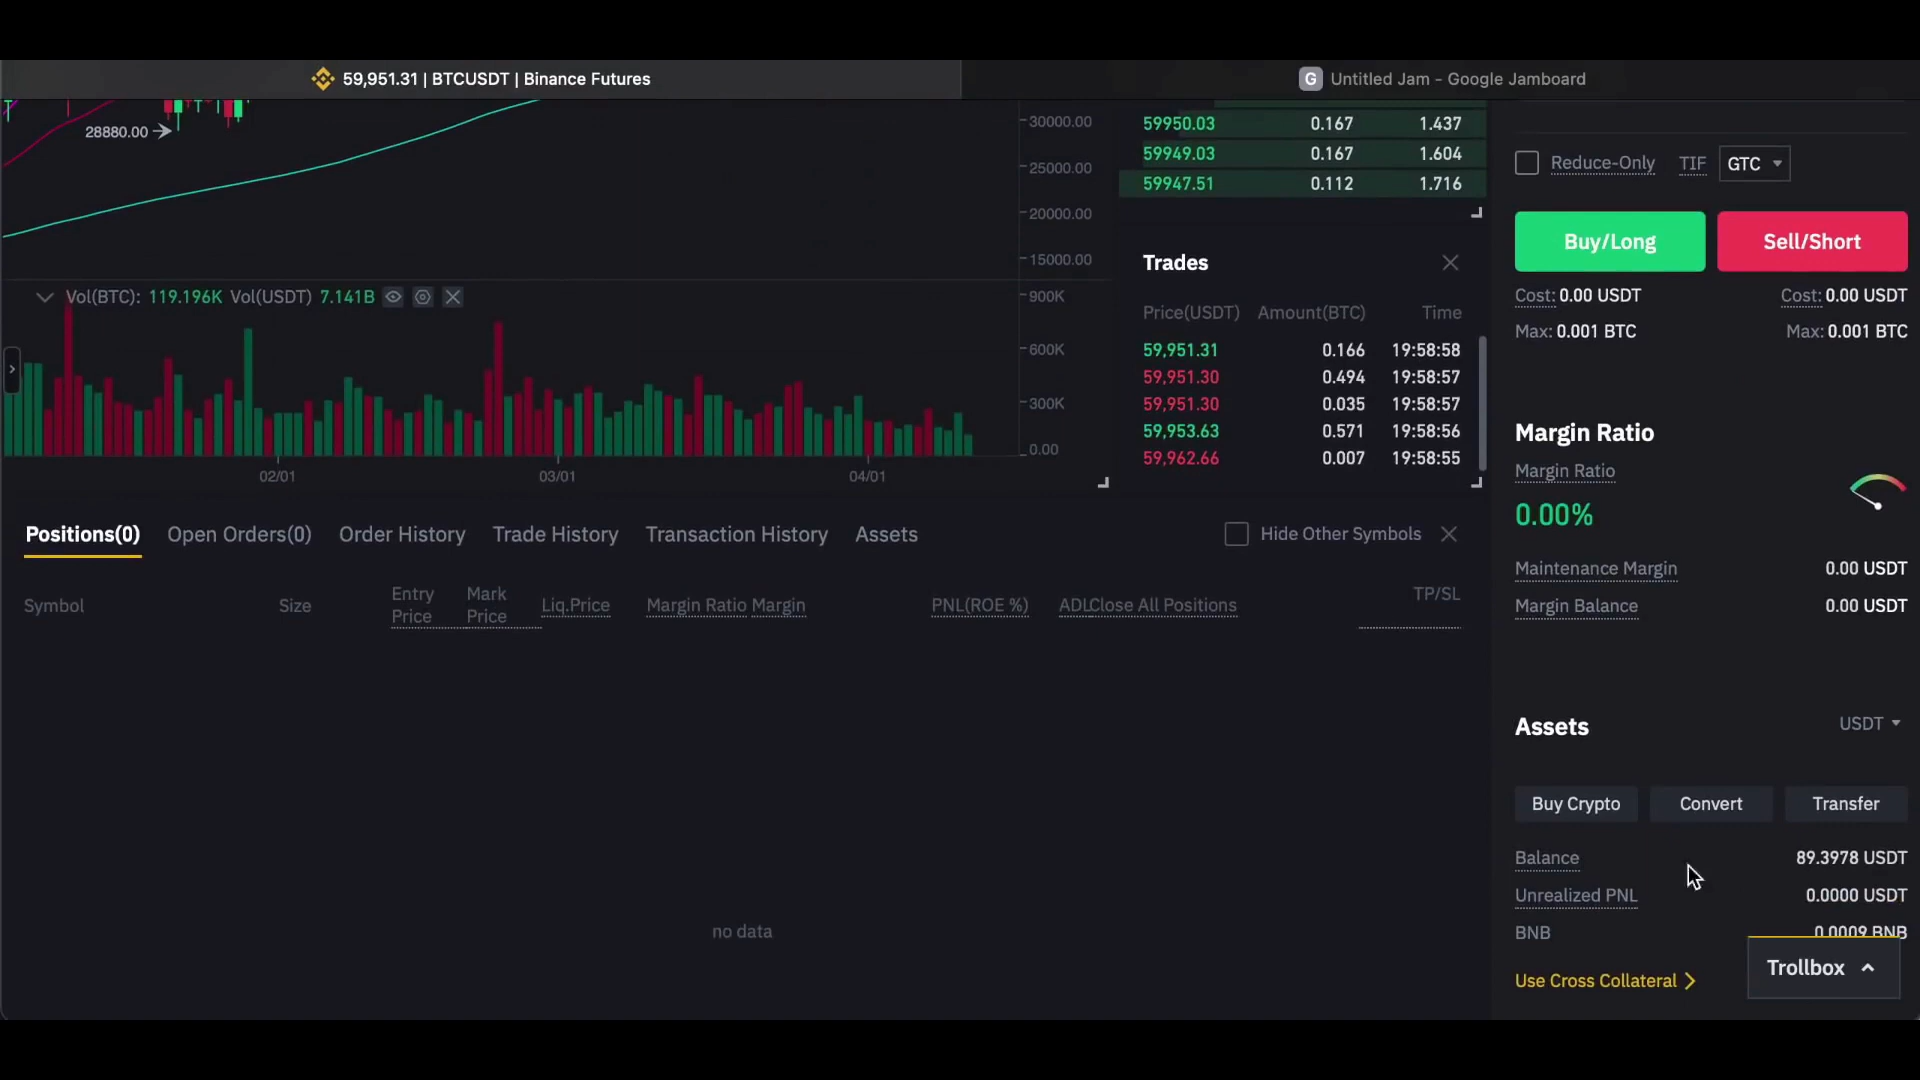 59,951.31 | BTCUSDT | Binance Futures
G Untitled Jam - Google Jamboard
28880.00
30000.00
25000.00
20000.00
15000.00
Vol(BTC): 119.196K Vol(USDT) 7.141B
900K
600K
300K
0.00
02/01 03/01 04/01
59950.03 0.167 1.437
59949.03 0.167 1.604
59947.51 0.112 1.716
Trades
Price(USDT) Amount(BTC) Time
59,951.31 0.166 19:58:58
59,951.30 0.494 19:58:57
59,951.30 0.035 19:58:57
59,953.63 0.571 19:58:56
59,962.66 0.007 19:58:55
Reduce-Only TIF GTC
Buy/Long Sell/Short
Cost: 0.00 USDT Cost: 0.00 USDT
Max: 0.001 BTC Max: 0.001 BTC
Margin Ratio
Margin Ratio
0.00%
Maintenance Margin 0.00 USDT
Margin Balance 0.00 USDT
Positions(0) Open Orders(0) Order History Trade History Transaction History Assets Hide Other Symbols
Symbol Size Entry Price Mark Price Liq.Price Margin Ratio Margin PNL(ROE %) ADL Close All Positions TP/SL
no data
Assets USDT
Buy Crypto Convert Transfer
Balance 89.3978 USDT
Unrealized PNL 0.0000 USDT
BNB 0.0009 BNB
Use Cross Collateral
Trollbox